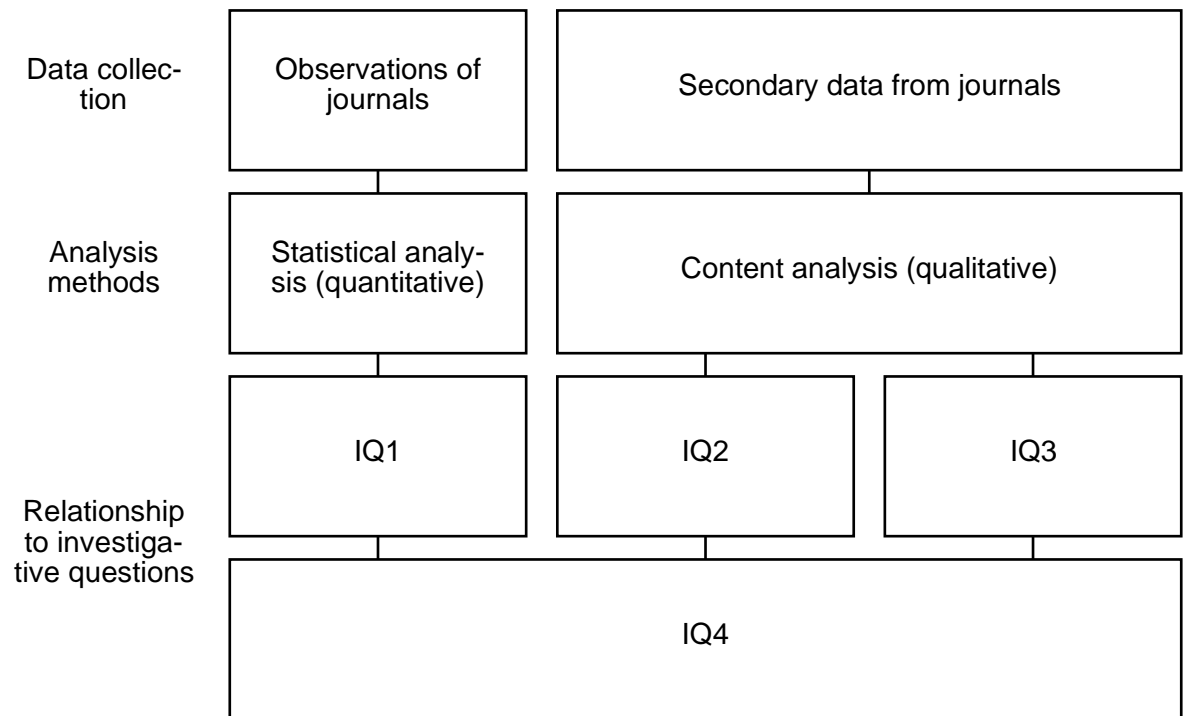 Data collec-
tion
Observations of
journals
Secondary data from journals
Analysis
methods
Statistical analy-
sis (quantitative)
Content analysis (qualitative)
IQ1
IQ2
IQ3
Relationship
to investiga-
tive questions
IQ4